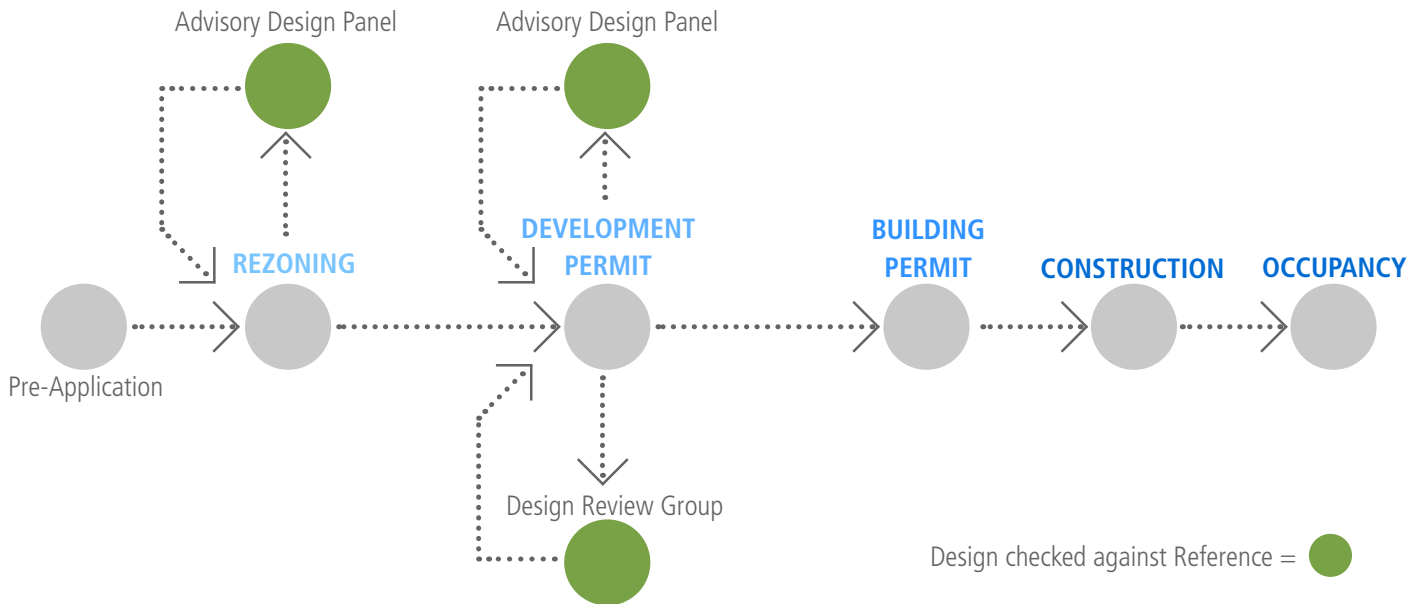 Advisory Design Panel
Advisory Design Panel
REZONING
DEVELOPMENT
PERMIT
BUILDING
PERMIT
CONSTRUCTION
OCCUPANCY
Pre-Application
Design Review Group
Design checked against Reference =